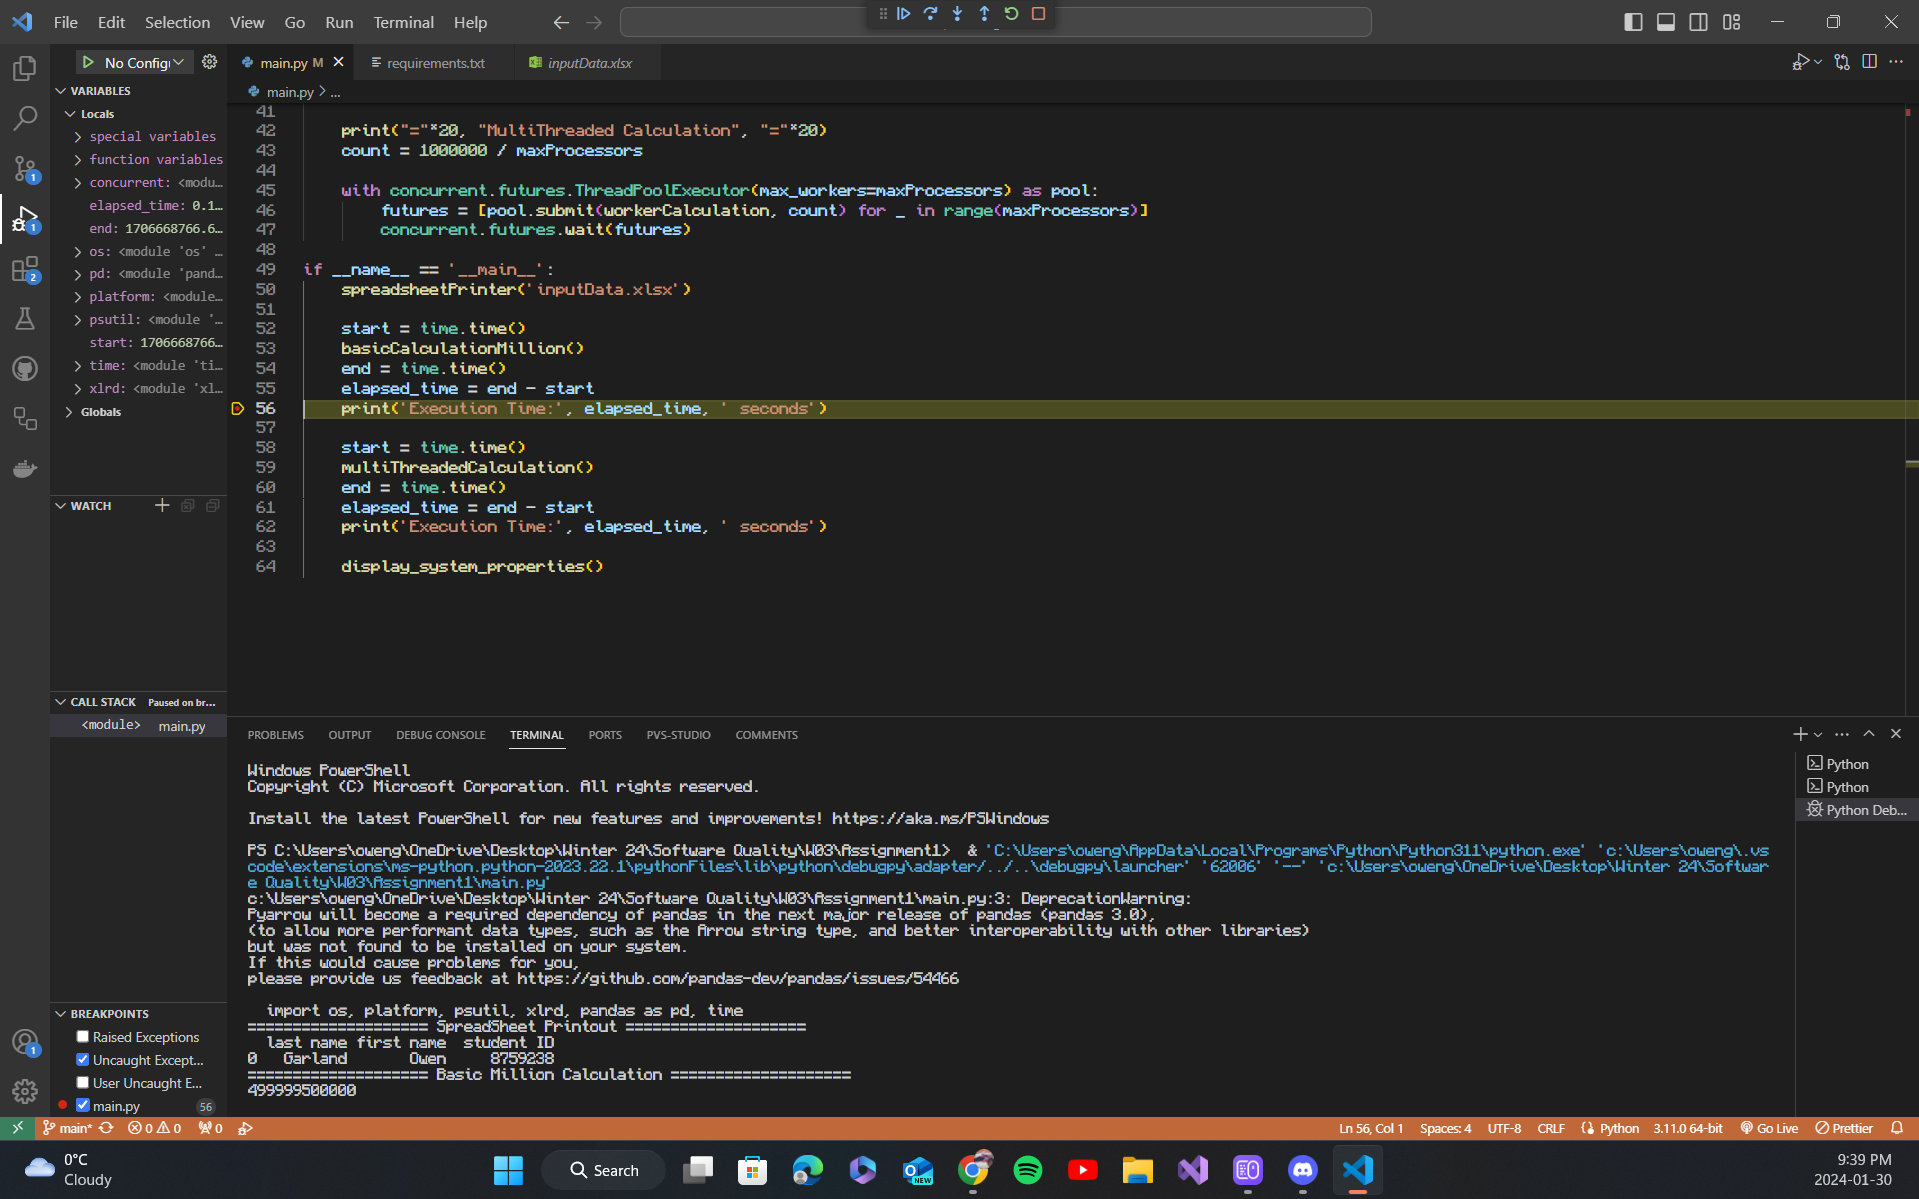 File Edit Selection View Go Run Terminal Help
No Config
main.py M
requirements.txt
inputData.xlsx
main.py > ...
VARIABLES
Locals
special variables
function variables
concurrent: <modu...
elapsed_time: 0.1...
end: 1706668766.6...
os: <module 'os' ...
pd: <module 'pand...
platform: <module...
psutil: <module '...
start: 1706668766...
time: <module 'ti...
xlrd: <module 'xl...
Globals
WATCH
CALL STACK Paused on br...
<module> main.py
BREAKPOINTS
Raised Exceptions
Uncaught Except...
User Uncaught E...
main.py 56
1
1
2
1
41
42 print("="*20, "MultiThreaded Calculation", "="*20)
43 count = 1000000 / maxProcessors
44
45 with concurrent.futures.ThreadPoolExecutor(max_workers=maxProcessors) as pool:
46 futures = [pool.submit(workerCalculation, count) for _ in range(maxProcessors)]
47 concurrent.futures.wait(futures)
48
49 if __name__ == '__main__':
50 spreadsheetPrinter('inputData.xlsx')
51
52 start = time.time()
53 basicCalculationMillion()
54 end = time.time()
55 elapsed_time = end - start
56 print('Execution Time:', elapsed_time, ' seconds')
57
58 start = time.time()
59 multiThreadedCalculation()
60 end = time.time()
61 elapsed_time = end - start
62 print('Execution Time:', elapsed_time, ' seconds')
63
64 display_system_properties()
PROBLEMS OUTPUT DEBUG CONSOLE TERMINAL PORTS PVS-STUDIO COMMENTS
Windows PowerShell
Copyright (C) Microsoft Corporation. All rights reserved.
Install the latest PowerShell for new features and improvements! https://aka.ms/PSWindows
PS C:\Users\oweng\OneDrive\Desktop\Winter 24\Software Quality\W03\Assignment1> & 'C:\Users\oweng\AppData\Local\Programs\Python\Python311\python.exe' 'c:\Users\oweng\.vs
code\extensions\ms-python.python-2023.22.1\pythonFiles\lib\python\debugpy\adapter/../..\debugpy\launcher' '62006' '--' 'c:\Users\oweng\OneDrive\Desktop\Winter 24\Softwar
e Quality\W03\Assignment1\main.py'
c:\Users\oweng\OneDrive\Desktop\Winter 24\Software Quality\W03\Assignment1\main.py:3: DeprecationWarning:
Pyarrow will become a required dependency of pandas in the next major release of pandas (pandas 3.0),
(to allow more performant data types, such as the Arrow string type, and better interoperability with other libraries)
but was not found to be installed on your system.
If this would cause problems for you,
please provide us feedback at https://github.com/pandas-dev/pandas/issues/54466
import os, platform, psutil, xlrd, pandas as pd, time
==================== SpreadSheet Printout ====================
last name first name student ID
0 Garland Owen 8759238
==================== Basic Million Calculation ====================
499999500000
Python
Python
Python Deb...
main* 0 0 0
Ln 56, Col 1 Spaces: 4 UTF-8 CRLF Python 3.11.0 64-bit Go Live Prettier
0°C
Cloudy
Search
NEW
9:39 PM
2024-01-30